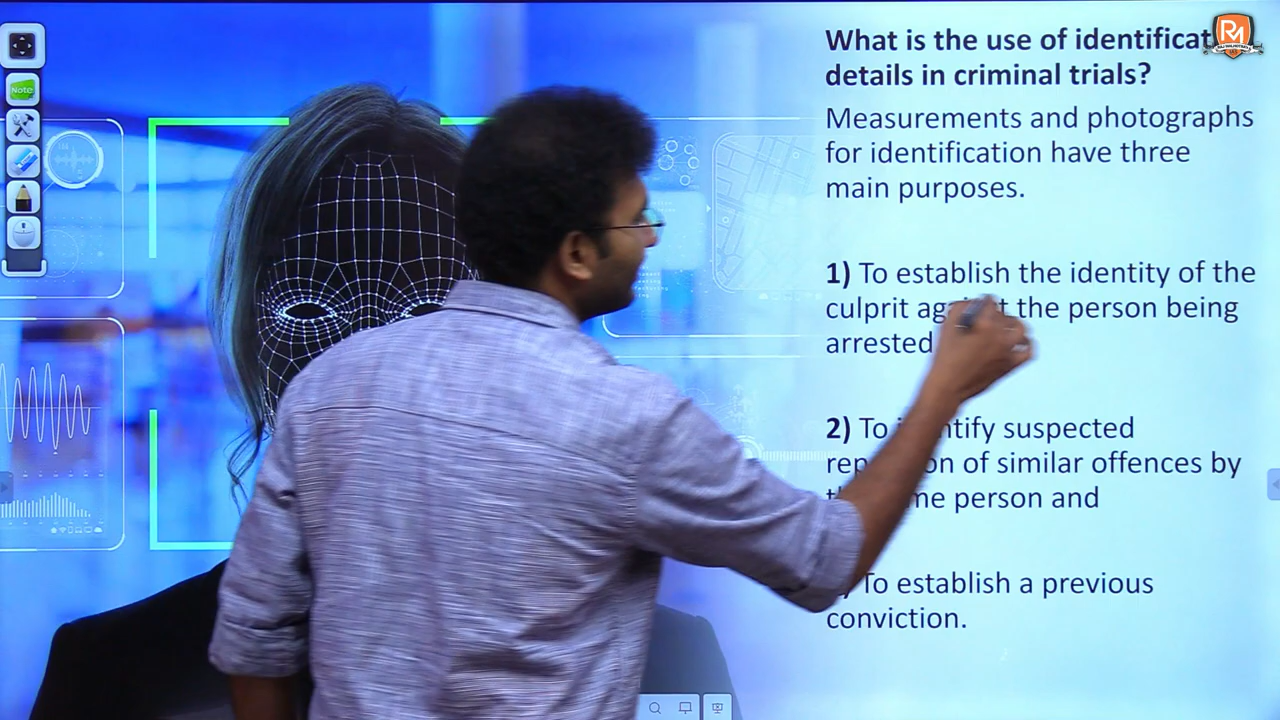 What is the use of
details in criminal trials?
Measurements and photographs
for identification have three
main purposes.
1) To establish the identity of the
culprit the person being
arrested
2) To suspected
of similar offences by
person and
To establish a previous
conviction.
Note
RM